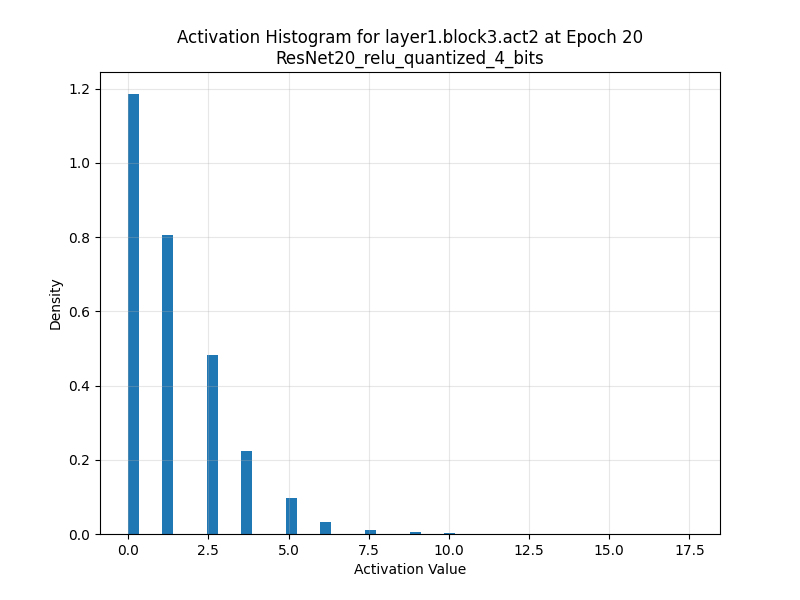 Activation Histogram for layer1.block3.act2 at Epoch 20
ResNet20_relu_quantized_4_bits
1.2
1.0
0.8
0.6
0.4
0.2
0.0
Density
0.0 2.5 5.0 7.5 10.0 12.5 15.0 17.5
Activation Value